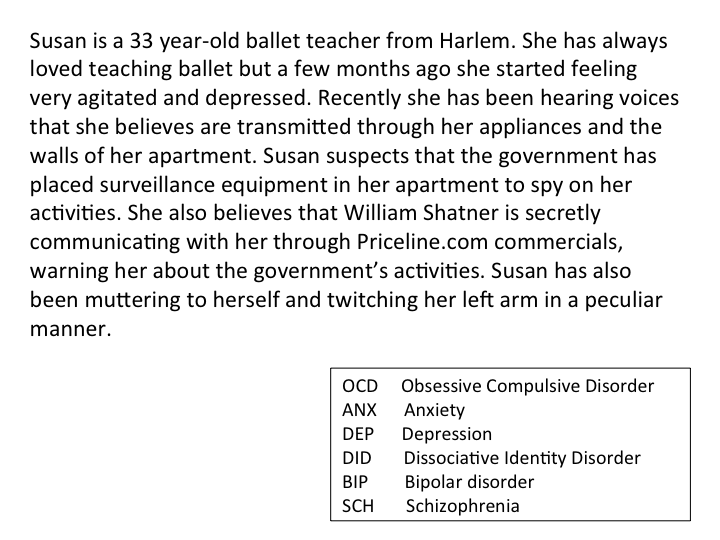 Susan is a 33 year-old ballet teacher from Harlem. She has always
loved teaching ballet but a few months ago she started feeling
very agitated and depressed. Recently she has been hearing voices
that she believes are transmitted through her appliances and the
walls of her apartment. Susan suspects that the government has
placed surveillance equipment in her apartment to spy on her
activities. She also believes that William Shatner is secretly
communicating with her through Priceline.com commercials,
warning her about the government’s activities. Susan has also
been muttering to herself and twitching her left arm in a peculiar
manner.
OCD Obsessive Compulsive Disorder
ANX Anxiety
DEP Depression
DID Dissociative Identity Disorder
BIP Bipolar disorder
SCH Schizophrenia